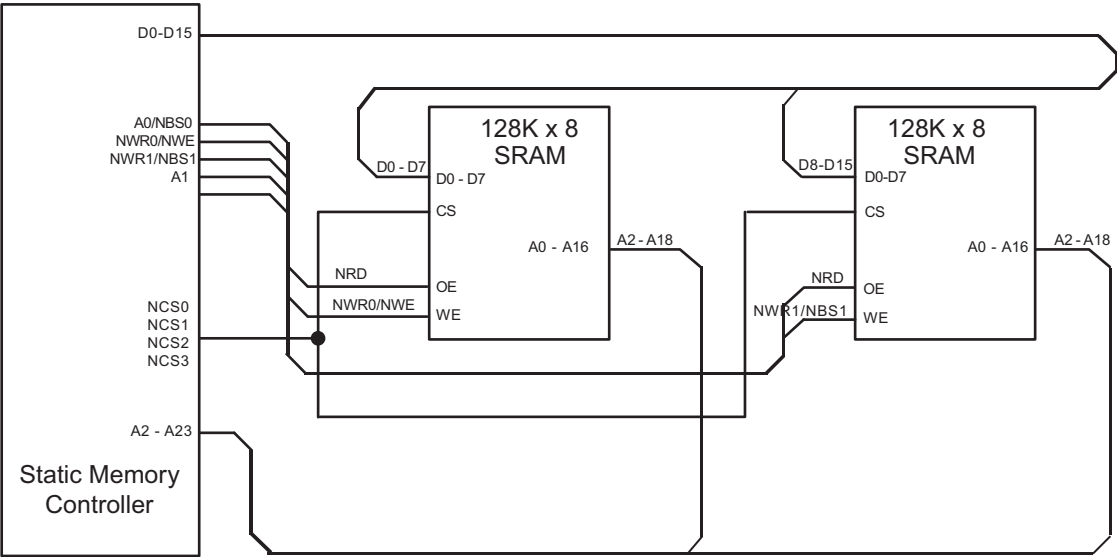 D0-D15
A0/NBS0
NWR0/NWE
NWR1/NBS1
A1
NCS0
NCS1
NCS2
NCS3
A2 - A23
Static Memory
Controller
128K x 8
SRAM
D0 - D7
D0 - D7
CS
A0 - A16
A2 - A18
NRD
OE
NWR0/NWE
WE
128K x 8
SRAM
D8-D15
D0-D7
CS
A0 - A16
A2 - A18
NRD
OE
NWR1/NBS1
WE